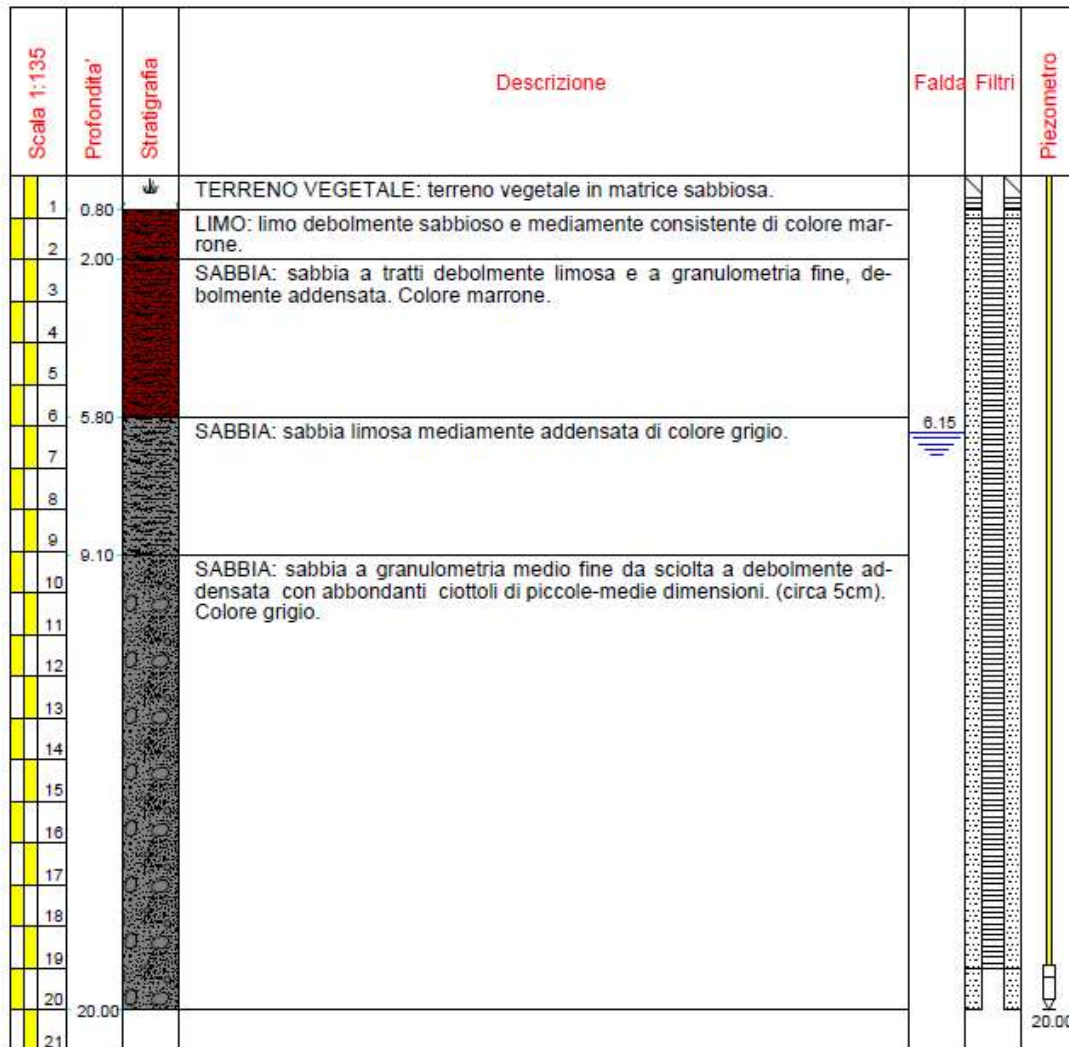 Scala 1:135
Profondita'
Stratigrafia
Descrizione
Falda
Filtri
Piezometro
TERRENO VEGETALE: terreno vegetale in matrice sabbiosa.
1
0.80
LIMO: limo debolmente sabbioso e mediamente consistente di colore mar-
rone.
2
2.00
SABBIA: sabbia a tratti debolmente limosa e a granulometria fine, de-
bolmente addensata. Colore marrone.
3
4
5
6
5.80
6.15
SABBIA: sabbia limosa mediamente addensata di colore grigio.
7
8
9
9.10
SABBIA: sabbia a granulometria medio fine da sciolta a debolmente ad-
densata con abbondanti ciottoli di piccole-medie dimensioni. (circa 5cm).
Colore grigio.
10
11
12
13
14
15
16
17
18
19
20
20.00
20.00
21